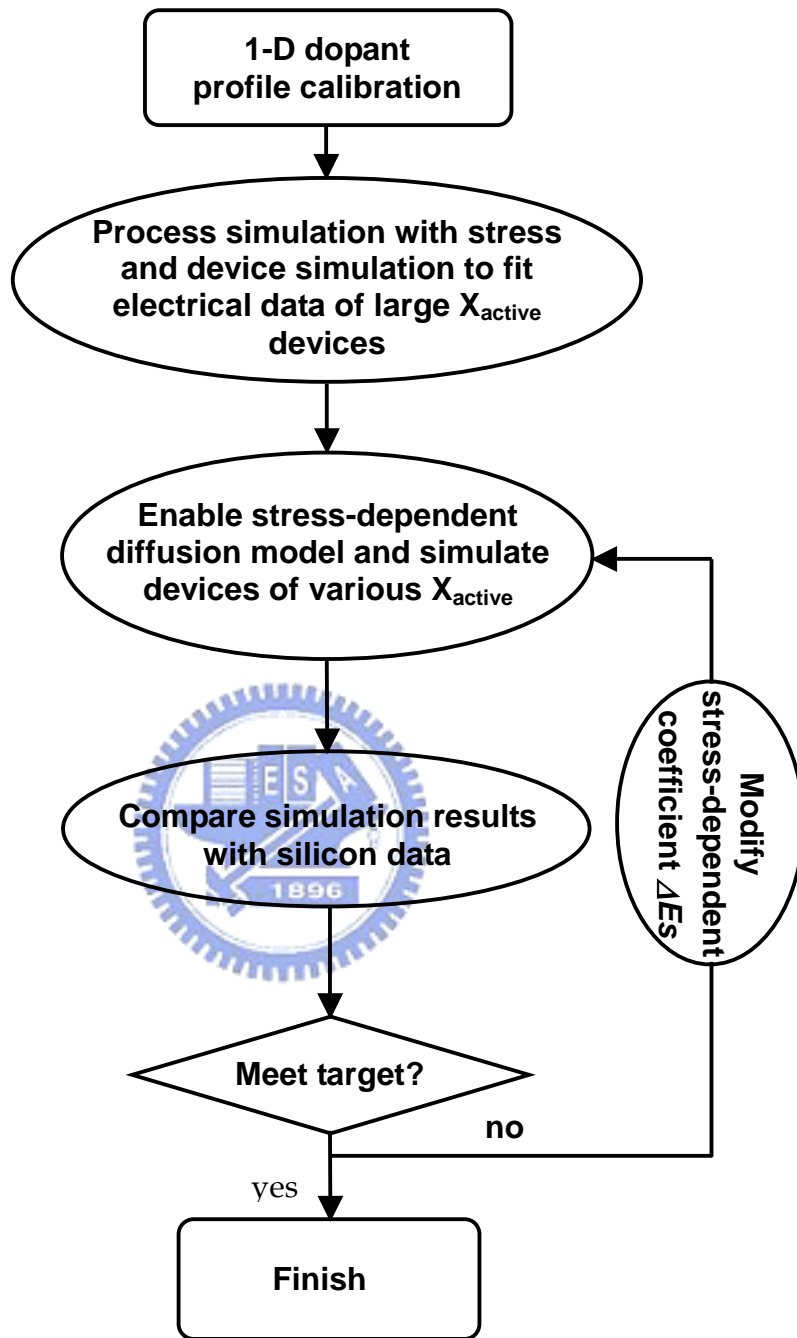 1-D dopant
profile calibration
Process simulation with stress
and device simulation to fit
electrical data of large Xactive
devices
Enable stress-dependent
diffusion model and simulate
devices of various Xactive
Modify
stress-dependent
coefficient ΔEs
ESA
Compare simulation results
with silicon data
1896
Meet target?
no
yes
Finish